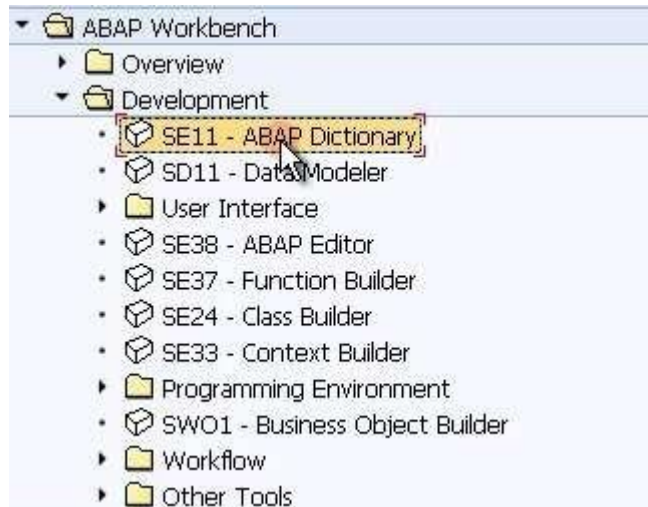 ABAP Workbench
Overview
Development
SE11 - ABAP Dictionary
SD11 - Data Modeler
User Interface
SE38 - ABAP Editor
SE37 - Function Builder
SE24 - Class Builder
SE33 - Context Builder
Programming Environment
SWO1 - Business Object Builder
Workflow
Other Tools